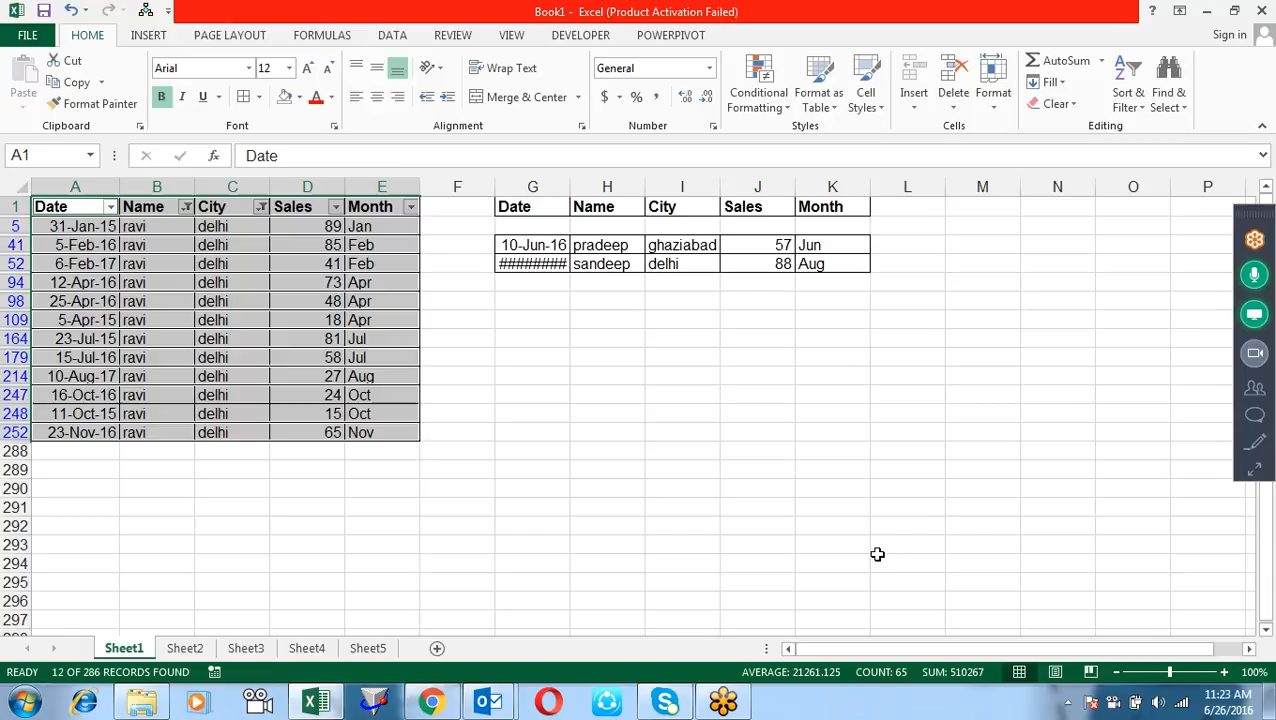 Book1 - Excel (Product Activation Failed)
FILE HOME INSERT PAGE LAYOUT FORMULAS DATA REVIEW VIEW DEVELOPER POWERPIVOT Sign in
Cut
Copy
Format Painter
Paste
Clipboard
Arial 12
B I U
Font
Wrap Text
Merge & Center
Alignment
General
$ % ,
Number
Conditional Formatting
Format as Table
Cell Styles
Styles
Insert Delete Format
Cells
AutoSum
Fill
Clear
Sort & Filter
Find & Select
Editing
A1 fx Date
A B C D E F G H I J K L M N O P
1 Date Name City Sales Month Date Name City Sales Month
5 31-Jan-15 ravi delhi 89 Jan
41 5-Feb-16 ravi delhi 85 Feb 10-Jun-16 pradeep ghaziabad 57 Jun
52 6-Feb-17 ravi delhi 41 Feb ######## sandeep delhi 88 Aug
94 12-Apr-16 ravi delhi 73 Apr
98 25-Apr-16 ravi delhi 48 Apr
109 5-Apr-15 ravi delhi 18 Apr
164 23-Jul-15 ravi delhi 81 Jul
179 15-Jul-16 ravi delhi 58 Jul
214 10-Aug-17 ravi delhi 27 Aug
247 16-Oct-16 ravi delhi 24 Oct
248 11-Oct-15 ravi delhi 15 Oct
252 23-Nov-16 ravi delhi 65 Nov
288
289
290
291
292
293
294
295
296
297
Sheet1 Sheet2 Sheet3 Sheet4 Sheet5
READY 12 OF 286 RECORDS FOUND AVERAGE: 21261.125 COUNT: 65 SUM: 510267 100%
11:23 AM
6/26/2016